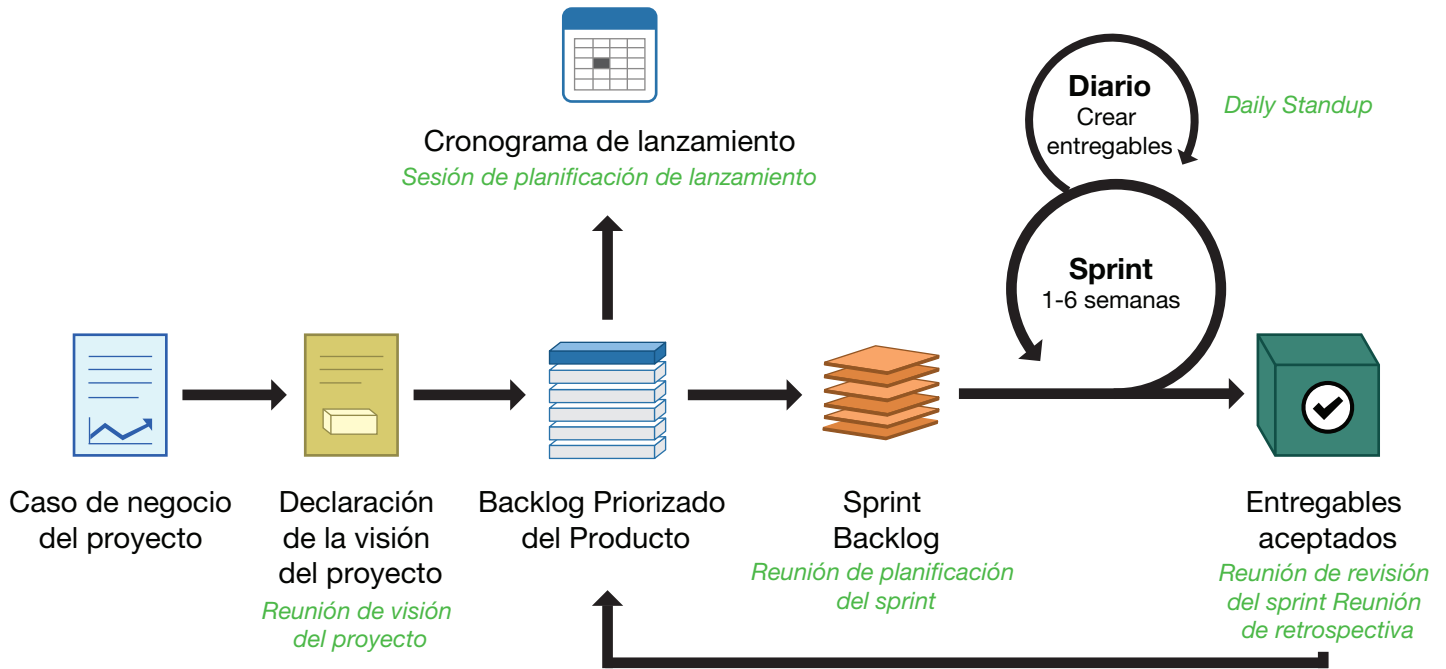 Cronograma de lanzamiento
Sesión de planificación de lanzamiento
Diario
Crear
entregables
Daily Standup
Sprint
1-6 semanas
Caso de negocio
del proyecto
Declaración
de la visión
del proyecto
Reunión de visión
del proyecto
Backlog Priorizado
del Producto
Sprint
Backlog
Reunión de planificación
del sprint
Entregables
aceptados
Reunión de revisión
del sprint Reunión
de retrospectiva